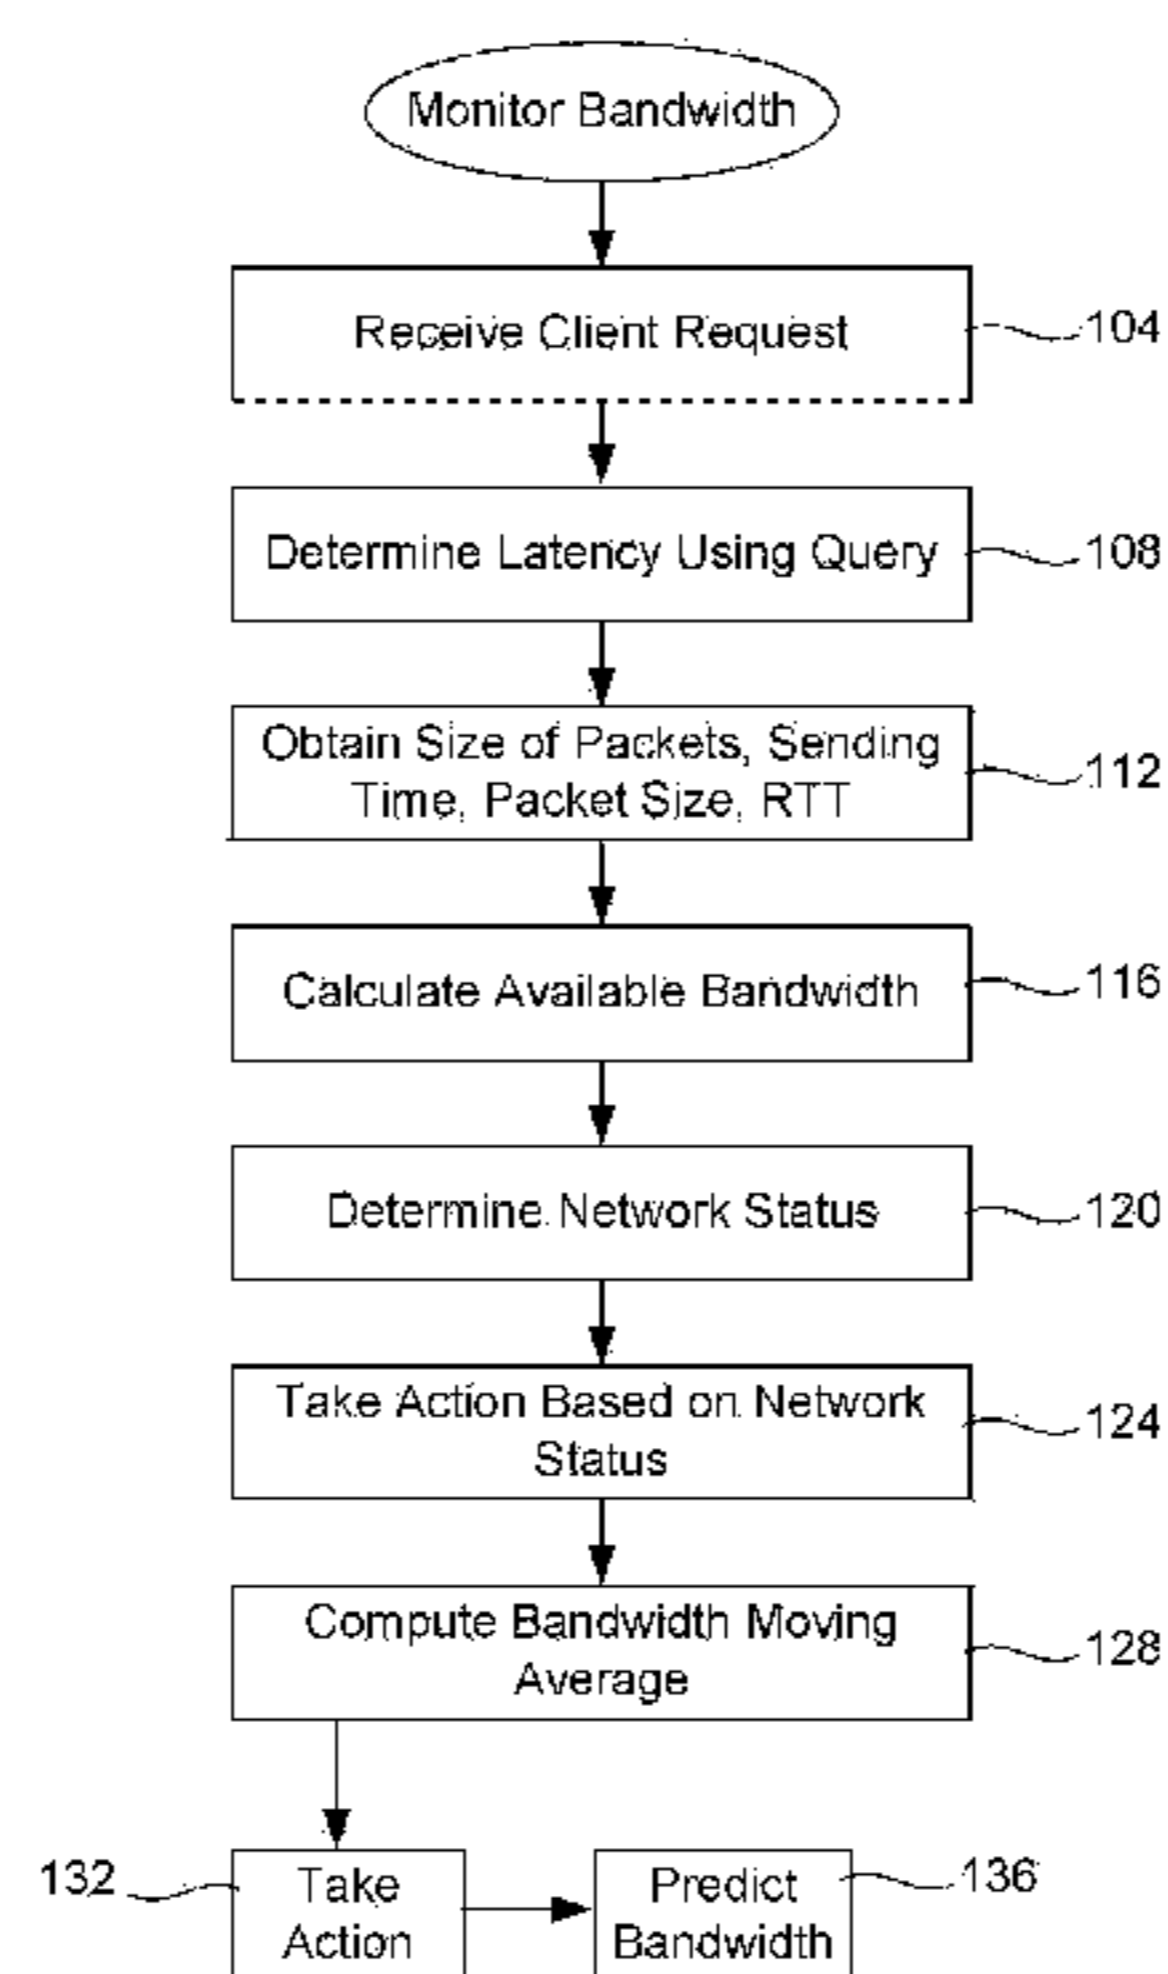 Monitor Bandwidth
Receive Client Request
104
Determine Latency Using Query
108
Obtain Size of Packets, Sending
Time, Packet Size, RTT
112
Calculate Available Bandwidth
116
Determine Network Status
120
Take Action Based on Network
Status
124
Compute Bandwidth Moving
Average
128
132
Take
Action
Predict
Bandwidth
136